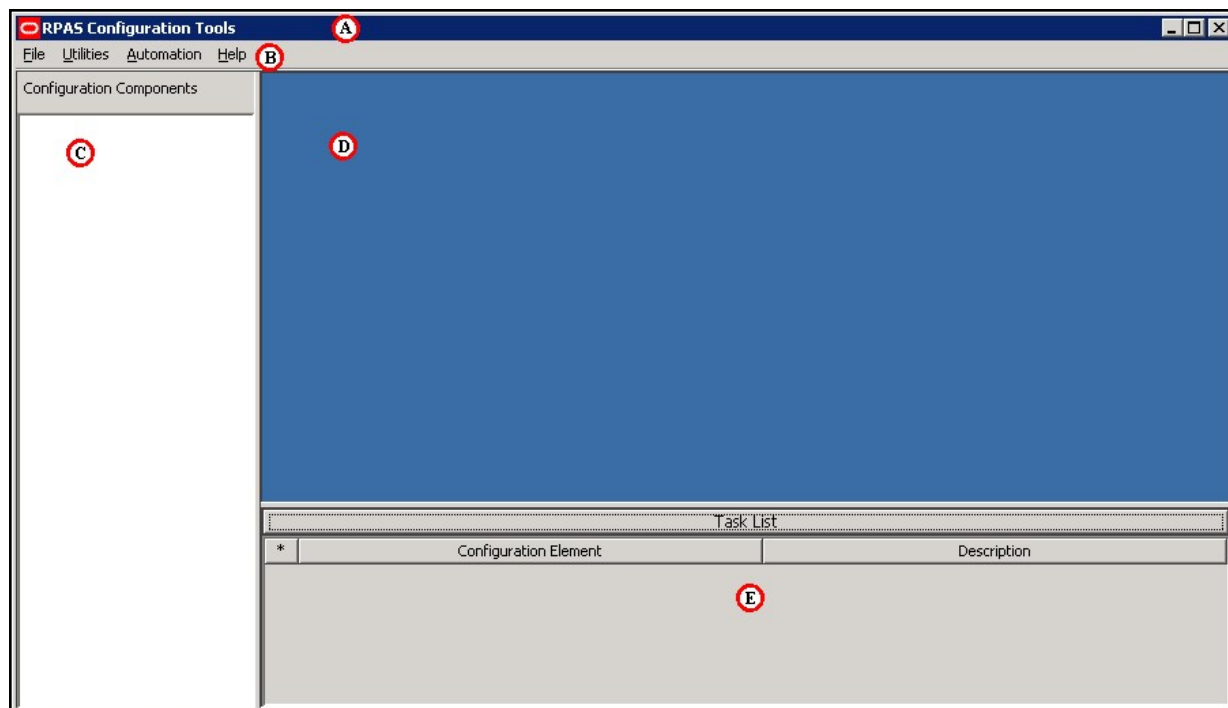 RPAS Configuration Tools A
File Utilities Automation Help B
Configuration Components
C
D
Task List
* Configuration Element Description
E